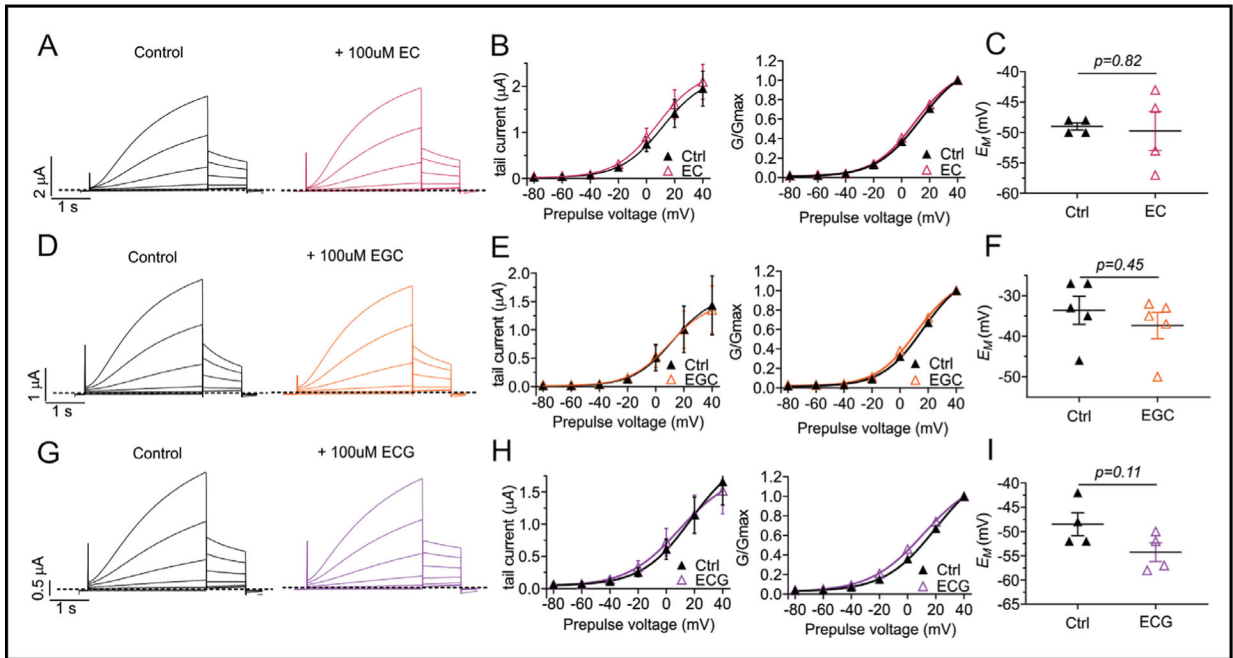 A
Control
+ 100uM EC
2 µA
1 s
B
tail current (µA)
2
1
0
-80 -60 -40 -20 0 20 40
Prepulse voltage (mV)
Ctrl
EC
G/Gmax
1.2
1.0
0.8
0.6
0.4
0.2
0.0
-80 -60 -40 -20 0 20 40
Prepulse voltage (mV)
Ctrl
EC
C
p=0.82
EM (mV)
-40
-45
-50
-55
-60
Ctrl EC
D
Control
+ 100uM EGC
1 µA
1 s
E
tail current (µA)
2.0
1.5
1.0
0.5
0.0
-80 -60 -40 -20 0 20 40
Prepulse voltage (mV)
Ctrl
EGC
G/Gmax
1.2
1.0
0.8
0.6
0.4
0.2
0.0
-80 -60 -40 -20 0 20 40
Prepulse voltage (mV)
Ctrl
EGC
F
p=0.45
EM (mV)
-30
-40
-50
Ctrl EGC
G
Control
+ 100uM ECG
0.5 µA
1 s
H
tail current (µA)
1.5
1.0
0.5
0.0
-80 -60 -40 -20 0 20 40
Prepulse voltage (mV)
Ctrl
ECG
G/Gmax
1.2
1.0
0.8
0.6
0.4
0.2
0.0
-80 -60 -40 -20 0 20 40
Prepulse voltage (mV)
Ctrl
ECG
I
p=0.11
EM (mV)
-40
-45
-50
-55
-60
-65
Ctrl ECG